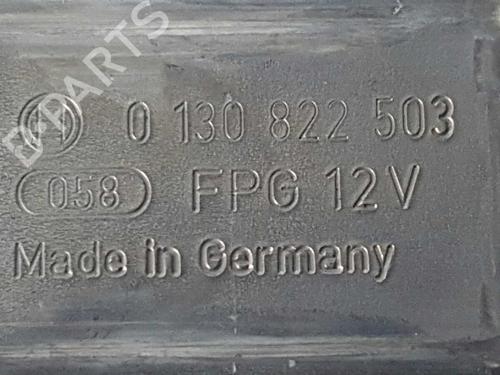 B-PARTS
0 130 822 503
058 FPG 12V
Made in Germany